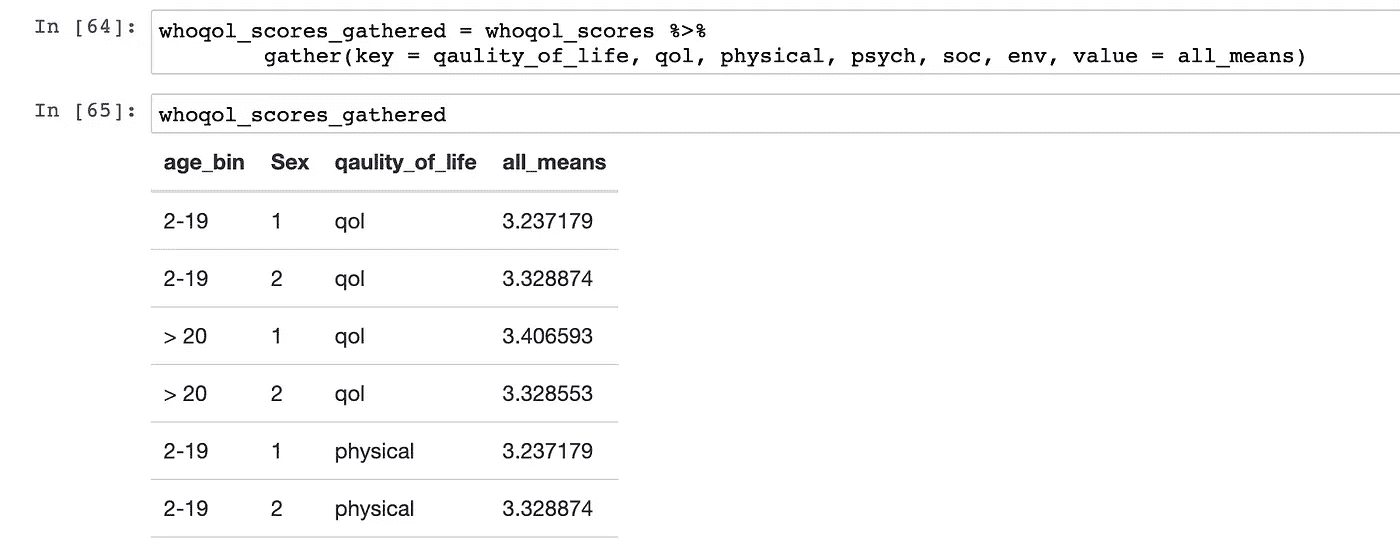 In [64]: whoqol_scores_gathered = whoqol_scores %>%
gather(key = qaulity_of_life, qol, physical, psych, soc, env, value = all_means)
In [65]: whoqol_scores_gathered
age_bin Sex qaulity_of_life all_means
2-19 1 qol 3.237179
2-19 2 qol 3.328874
> 20 1 qol 3.406593
> 20 2 qol 3.328553
2-19 1 physical 3.237179
2-19 2 physical 3.328874